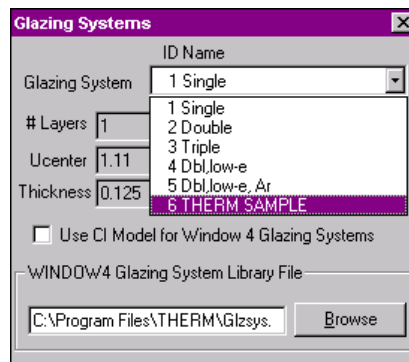 Glazing Systems
ID Name
Glazing System 1 Single
1 Single
2 Double
3 Triple
4 Dbl,low-e
5 Dbl,low-e, Ar
6 THERM SAMPLE
# Layers 1
Ucenter 1.11
Thickness 0.125
Use CI Model for Window 4 Glazing Systems
WINDOW4 Glazing System Library File
C:\Program Files\THERM\Glzsys. Browse